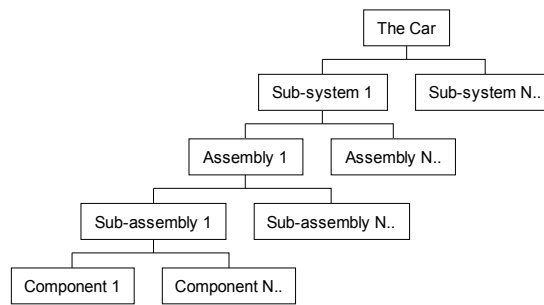 The Car
Sub-system 1
Sub-system N..
Assembly 1
Assembly N..
Sub-assembly 1
Sub-assembly N..
Component 1
Component N..